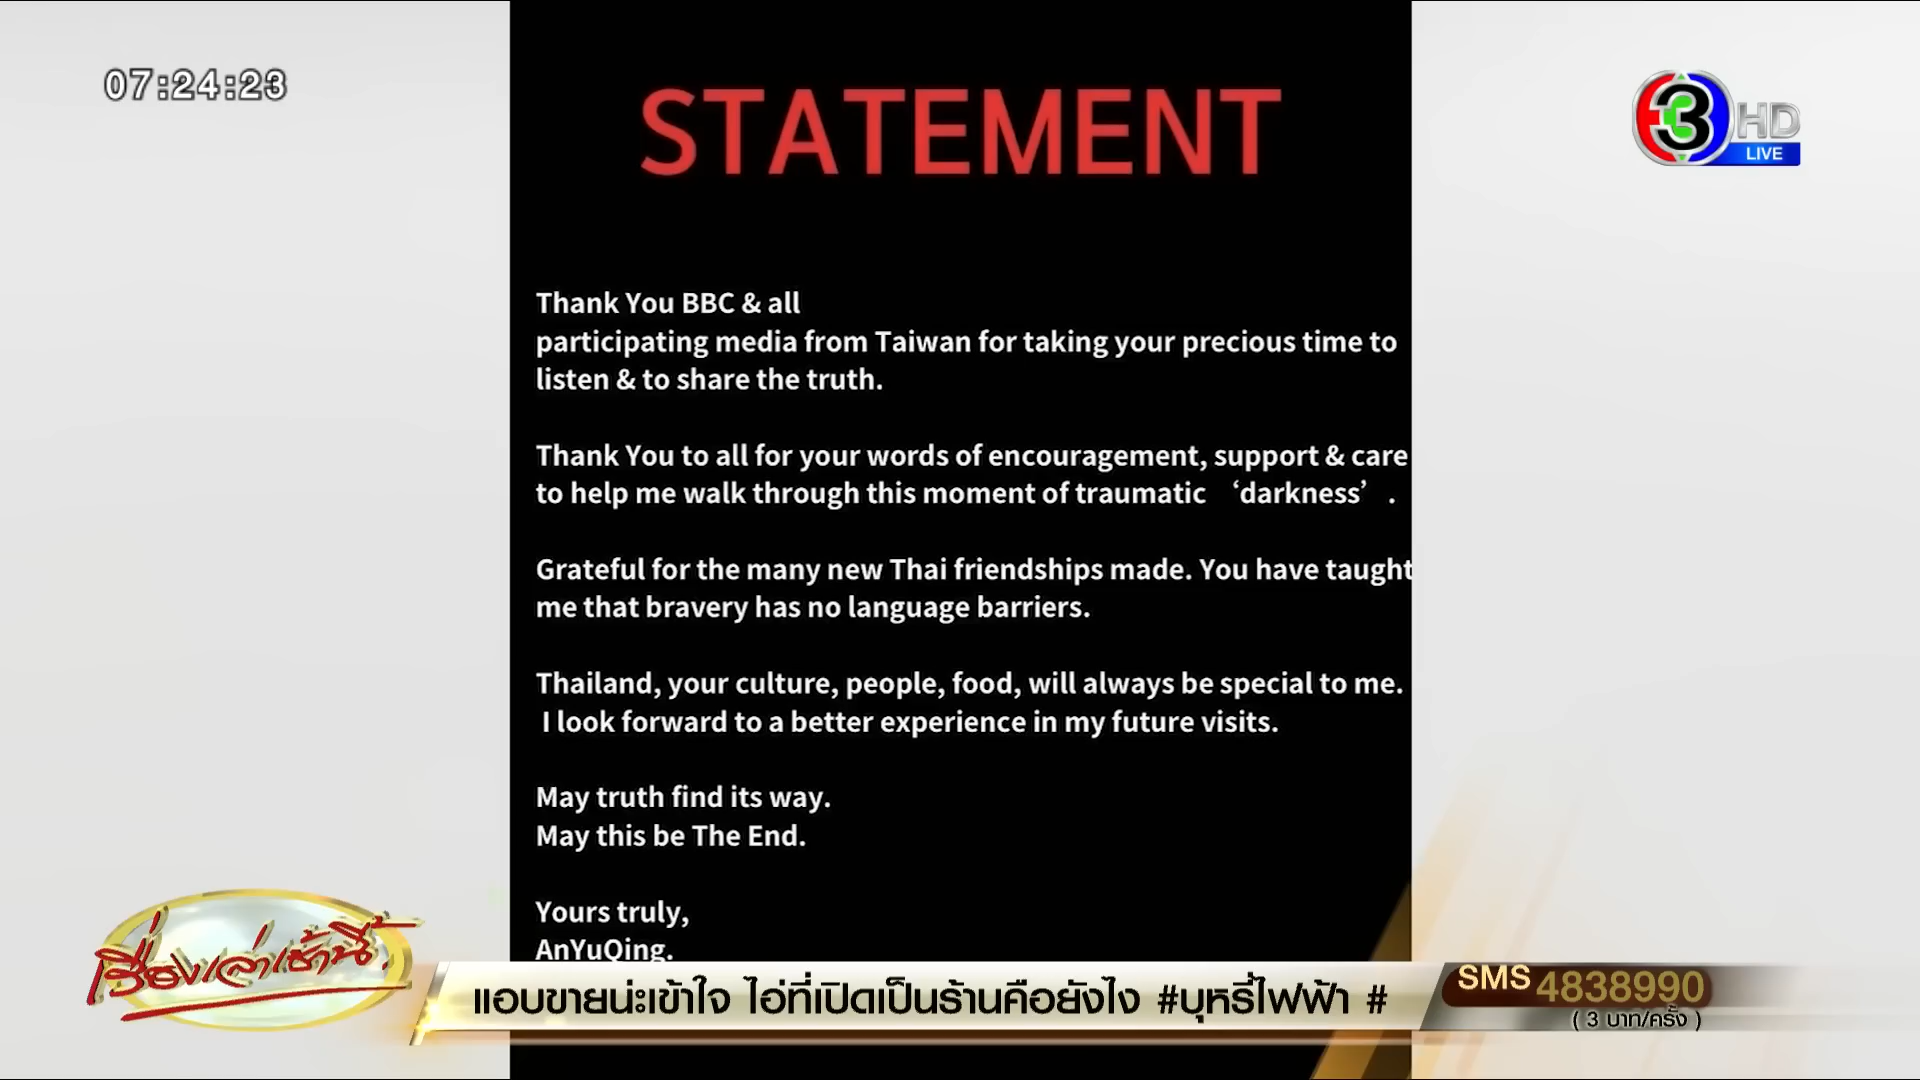 07:24:23
3 HD
LIVE
STATEMENT
Thank You BBC & all
participating media from Taiwan for taking your precious time to
listen & to share the truth.
Thank You to all for your words of encouragement, support & care
to help me walk through this moment of traumatic ‘darkness’ .
Grateful for the many new Thai friendships made. You have taught
me that bravery has no language barriers.
Thailand, your culture, people, food, will always be special to me.
I look forward to a better experience in my future visits.
May truth find its way.
May this be The End.
Yours truly,
AnYuQing.
เรื่องเล่าเช้านี้
แอบขายน่ะเข้าใจ ไอ่ที่เปิดเป็นร้านคือยังไง #บุหรี่ไฟฟ้า #
SMS 4838990
( 3 บาท/ครั้ง )